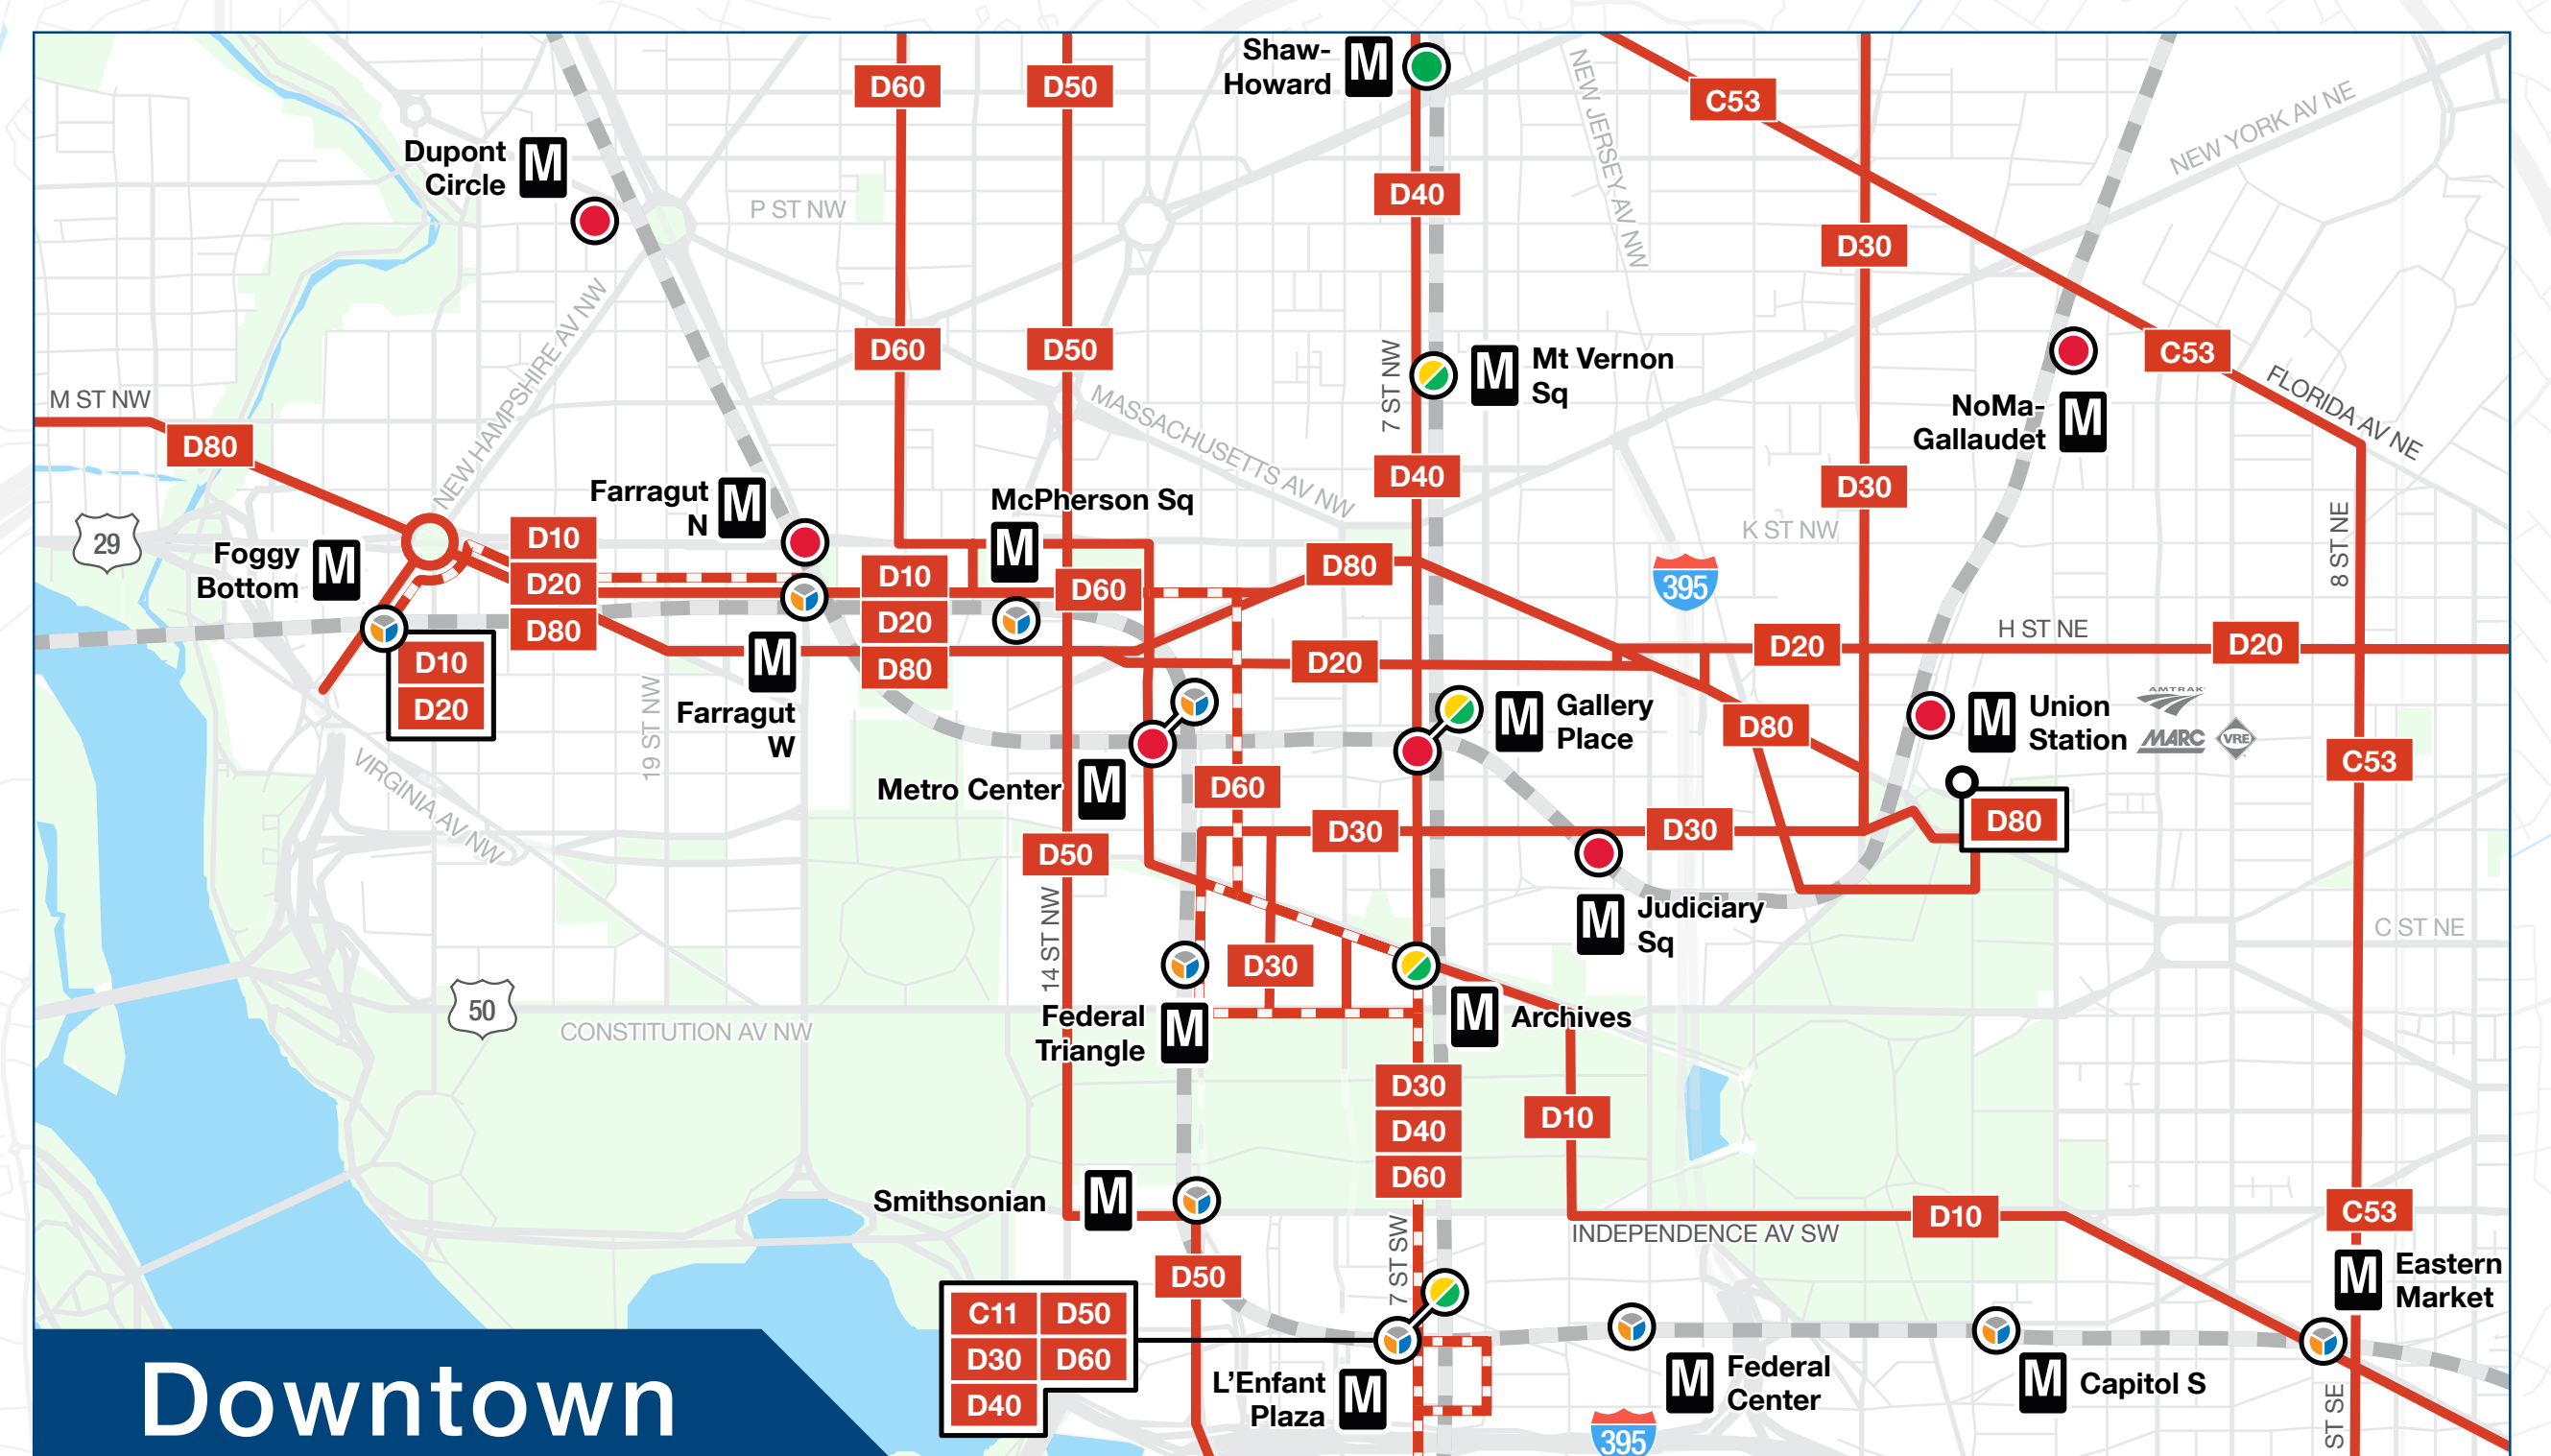 Shaw-
Howard
M
D60
D50
C53
NEW JERSEY AV NW
NEW YORK AV NE
Dupont
Circle
M
P ST NW
D40
D30
NEW HAMPSHIRE AV NW
D60
D50
7 ST NW
M
Mt Vernon
Sq
C53
FLORIDA AV NE
M ST NW
D80
MASSACHUSETTS AV NW
NoMa-
Gallaudet
M
D40
D30
Farragut
N
M
McPherson Sq
M
K ST NW
8 ST NE
29
Foggy
Bottom
M
D10
D20
D80
D10
D20
D80
D60
D80
395
H ST NE
D20
D20
D20
D10
D20
M
Farragut
W
19 ST NW
VIRGINIA AV NW
M
Gallery
Place
D80
M
Union
Station
AMTRAK
MARC
VRE
C53
Metro Center
M
D60
D30
D30
D80
D50
14 ST NW
M
Judiciary
Sq
C ST NE
D30
50
CONSTITUTION AV NW
Federal
Triangle
M
M
Archives
D30
D40
D60
D10
Smithsonian
M
7 ST SW
INDEPENDENCE AV SW
D10
C53
M
Eastern
Market
D50
C11
D50
D30
D60
D40
L'Enfant
Plaza
M
M
Federal
Center
M
Capitol S
395
ST SE
Downtown